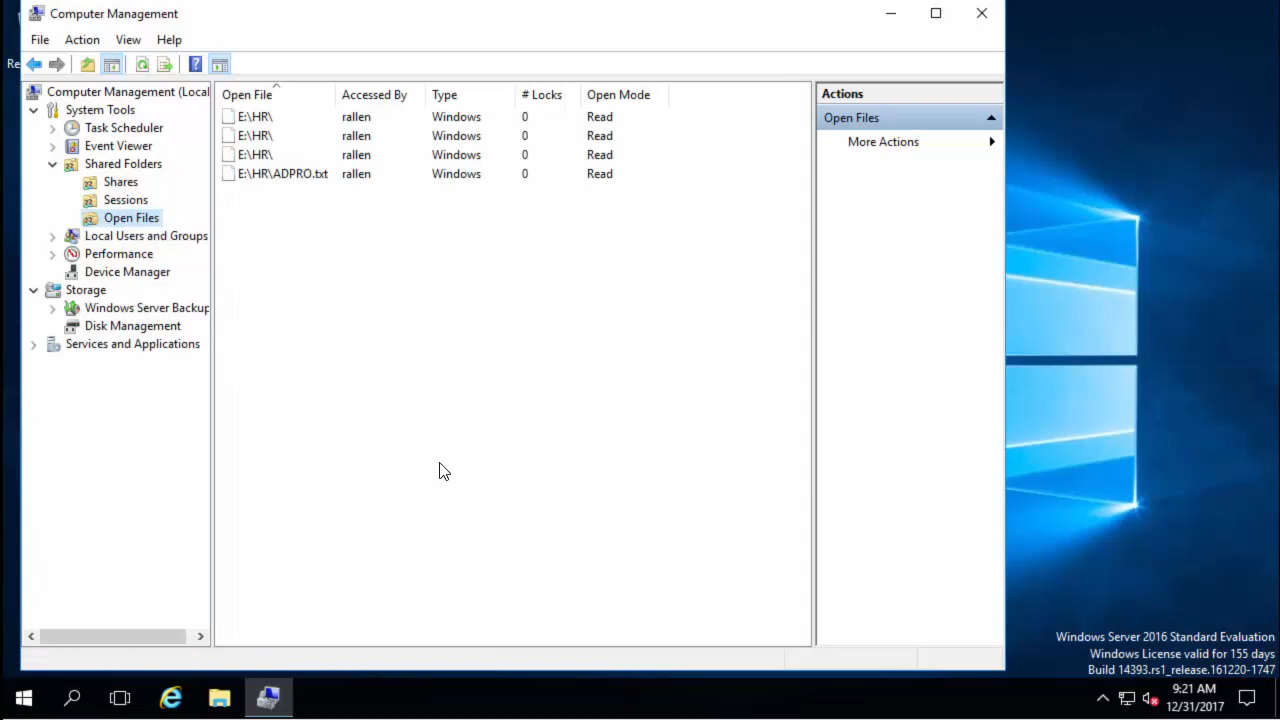 Computer Management
File Action View Help
Re
Computer Management (Local
System Tools
Task Scheduler
Event Viewer
Shared Folders
Shares
Sessions
Open Files
Local Users and Groups
Performance
Device Manager
Storage
Windows Server Backup
Disk Management
Services and Applications
Open File Accessed By Type # Locks Open Mode
E:\HR\ rallen Windows 0 Read
E:\HR\ rallen Windows 0 Read
E:\HR\ rallen Windows 0 Read
E:\HR\ADPRO.txt rallen Windows 0 Read
Actions
Open Files
More Actions
Windows Server 2016 Standard Evaluation
Windows License valid for 155 days
Build 14393.rs1_release.161220-1747
9:21 AM
12/31/2017